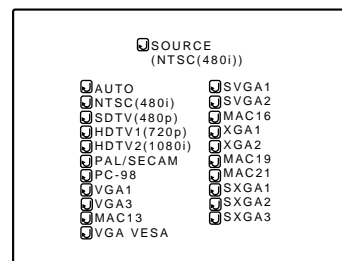 SOURCE
(NTSC(480i))
AUTO
NTSC(480i)
SDTV(480p)
HDTV1(720p)
HDTV2(1080i)
PAL/SECAM
PC-98
VGA1
VGA3
MAC13
VGA VESA
SVGA1
SVGA2
MAC16
XGA1
XGA2
MAC19
MAC21
SXGA1
SXGA2
SXGA3